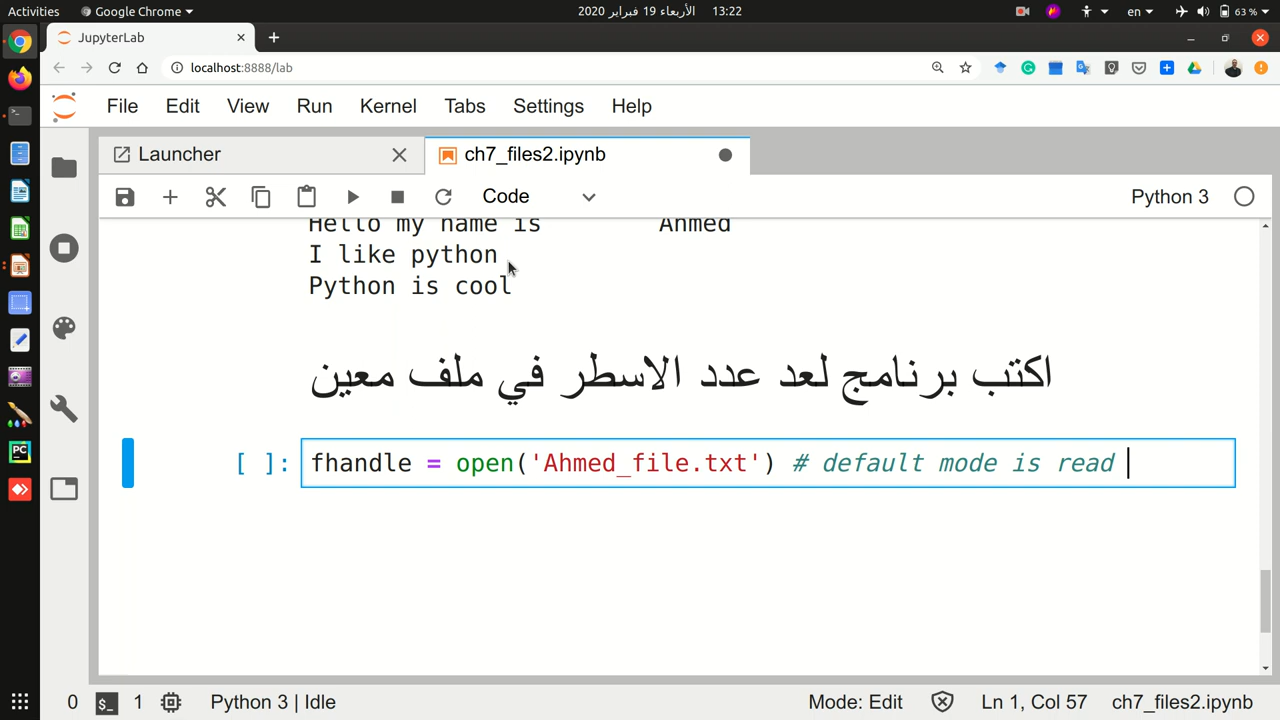 Activities
Google Chrome
الأربعاء 19 فبراير 2020
13:22
en
63 %
JupyterLab
localhost:8888/lab
File Edit View Run Kernel Tabs Settings Help
Launcher
ch7_files2.ipynb
Code
Python 3
Hello my name is Ahmed
I like python
Python is cool
اكتب برنامج لعد عدد الاسطر في ملف معين
[ ]: fhandle = open('Ahmed_file.txt') # default mode is read
0 $_ 1 Python 3 | Idle Mode: Edit Ln 1, Col 57 ch7_files2.ipynb
PC